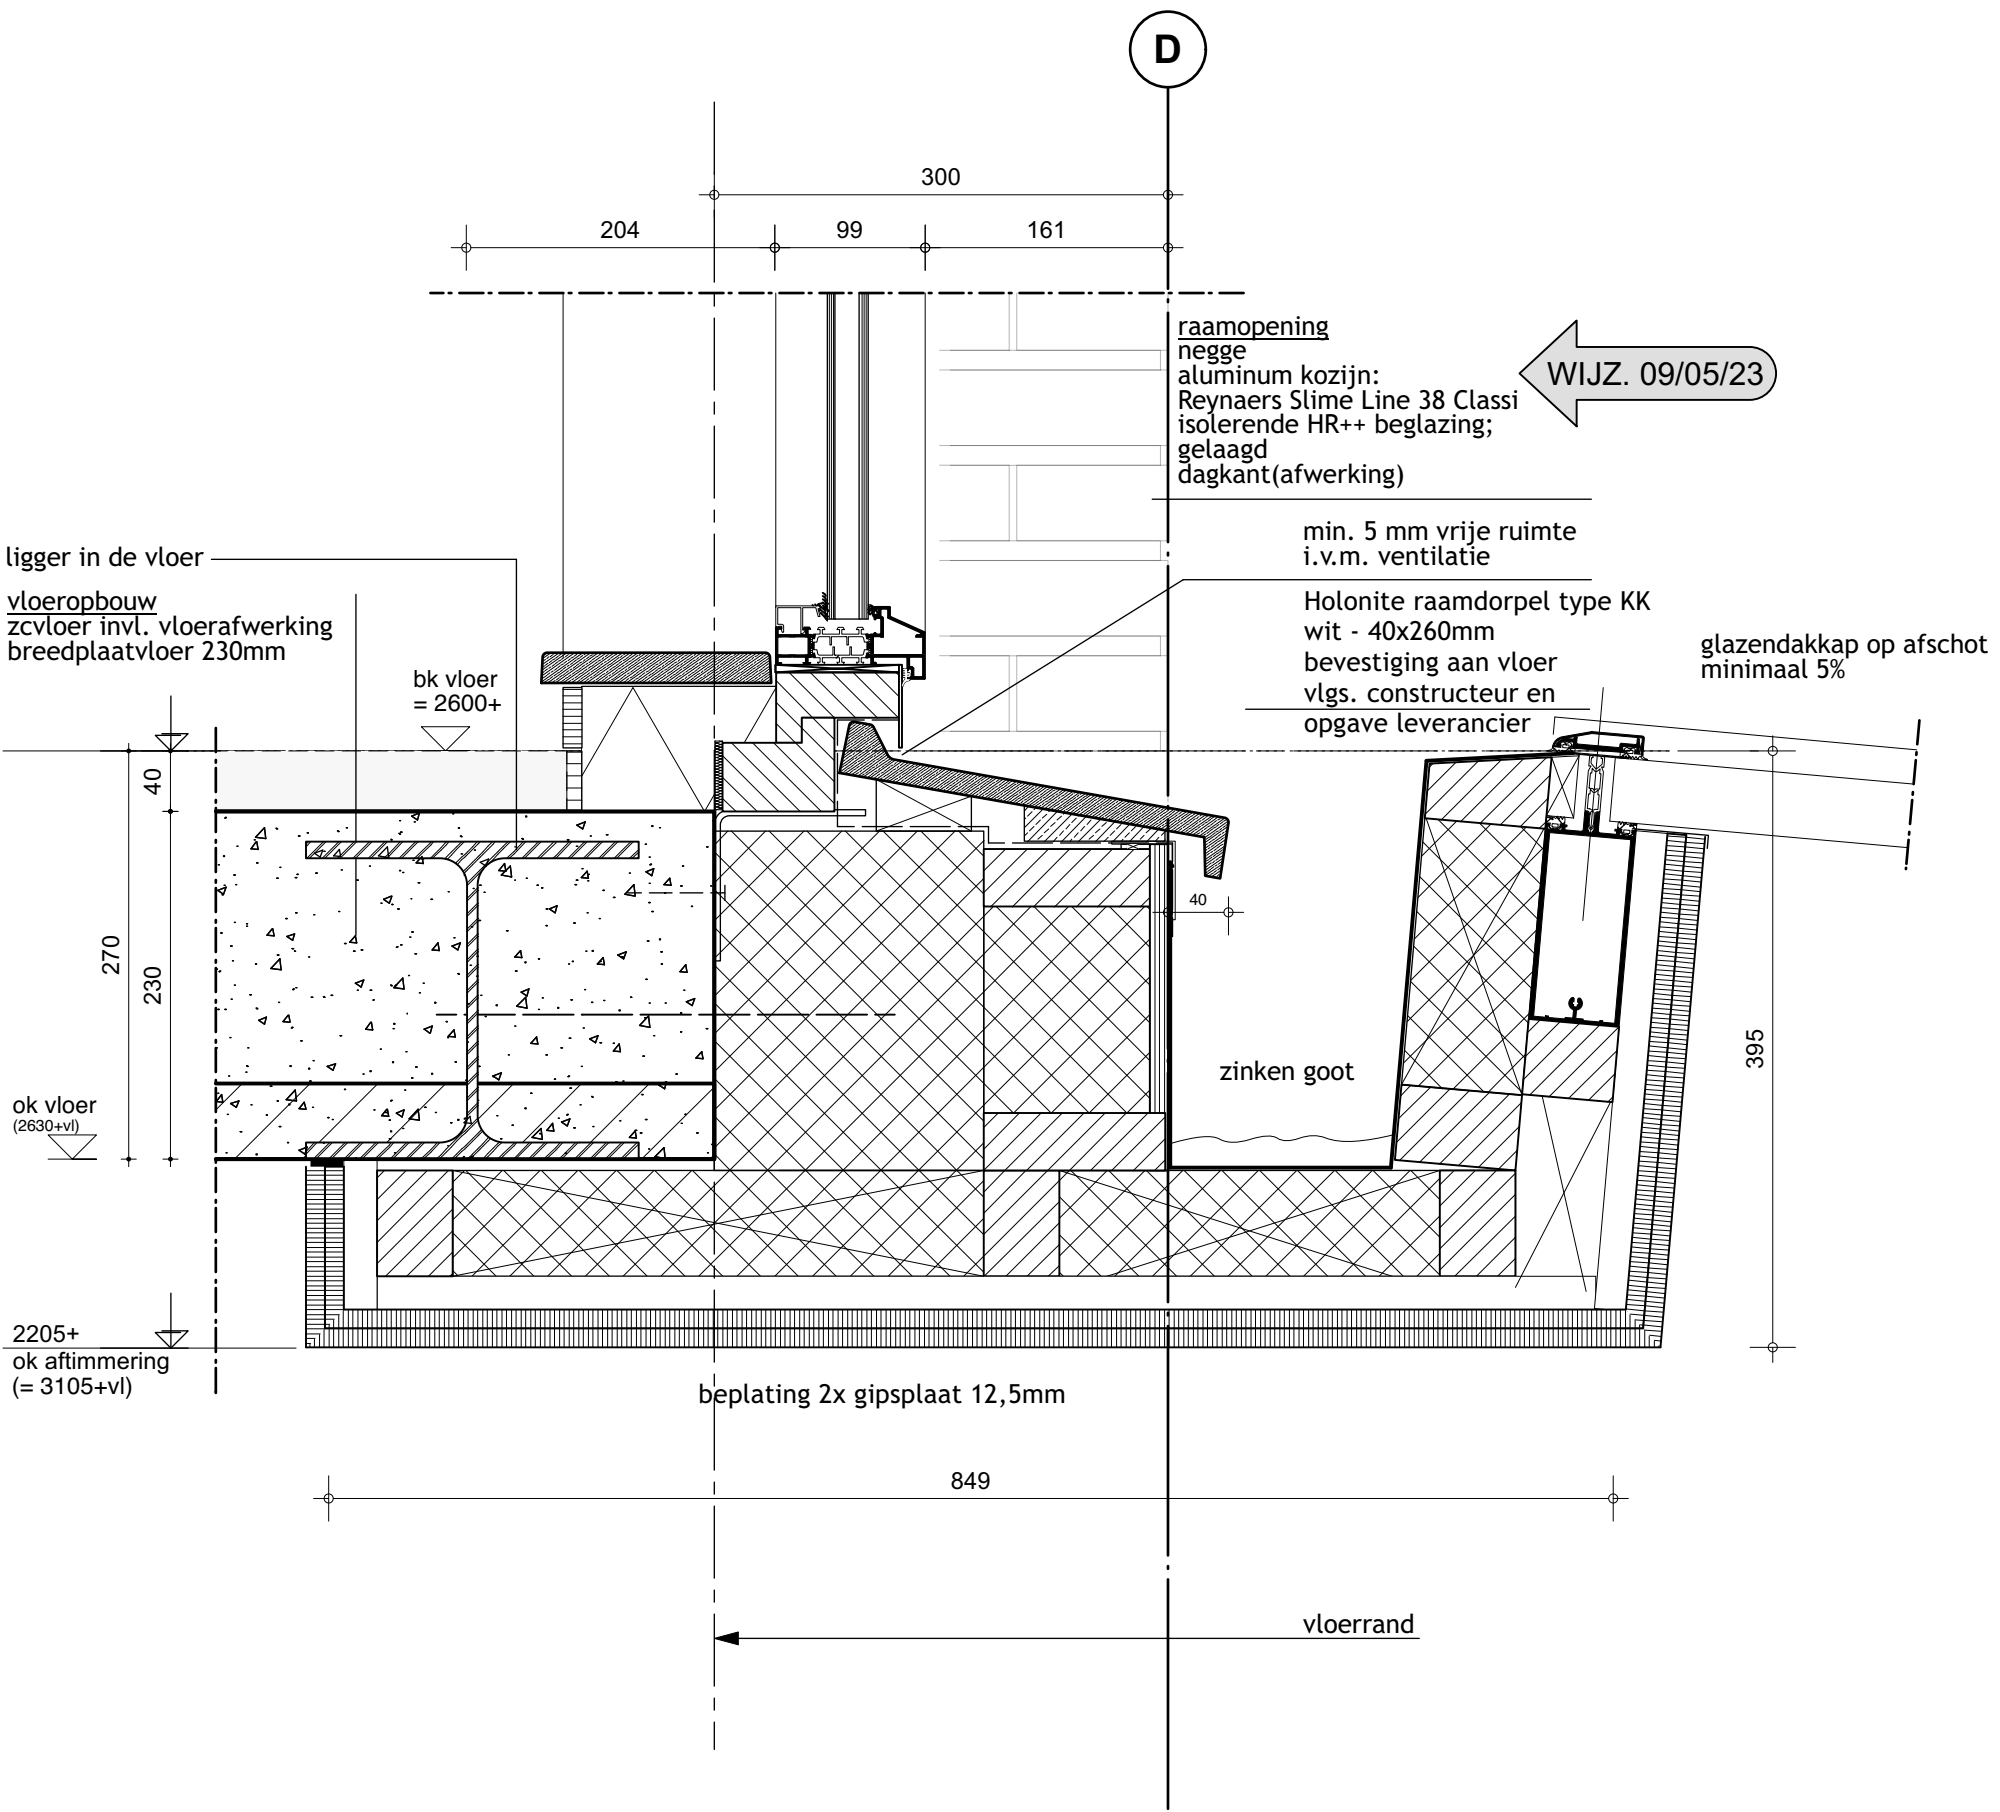 D
300
204
99
161
raamopening
negge
aluminum kozijn:
Reynaers Slime Line 38 Classi
isolerende HR++ beglazing;
gelaagd
dagkant(afwerking)
WIJZ. 09/05/23
min. 5 mm vrije ruimte
i.v.m. ventilatie
ligger in de vloer
vloeropbouw
zcvloer invl. vloerafwerking
breedplaatvloer 230mm
Holonite raamdorpel type KK
wit - 40x260mm
bevestiging aan vloer
vlgs. constructeur en
opgave leverancier
glazendakkap op afschot
minimaal 5%
bk vloer
= 2600+
40
270
230
40
395
zinken goot
ok vloer
(2630+vl)
2205+
ok aftimmering
(= 3105+vl)
beplating 2x gipsplaat 12,5mm
849
vloerrand